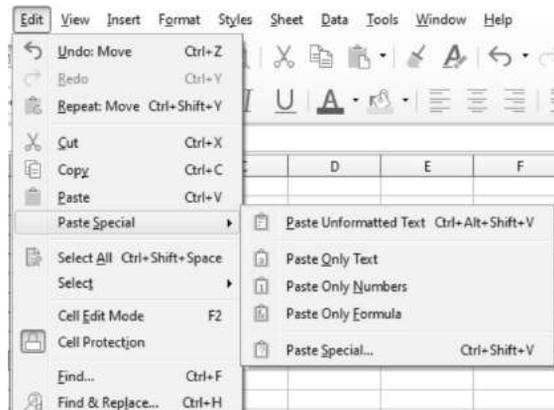 Edit View Insert Format Styles Sheet Data Tools Window Help
Undo: Move Ctrl+Z
Redo Ctrl+Y
Repeat: Move Ctrl+Shift+Y
Cut Ctrl+X
Copy Ctrl+C
Paste Ctrl+V
Paste Special
Select All Ctrl+Shift+Space
Select
Cell Edit Mode F2
Cell Protection
Find... Ctrl+F
Find & Replace... Ctrl+H
I U A
D E F
Paste Unformatted Text Ctrl+Alt+Shift+V
Paste Only Text
Paste Only Numbers
Paste Only Formula
Paste Special... Ctrl+Shift+V